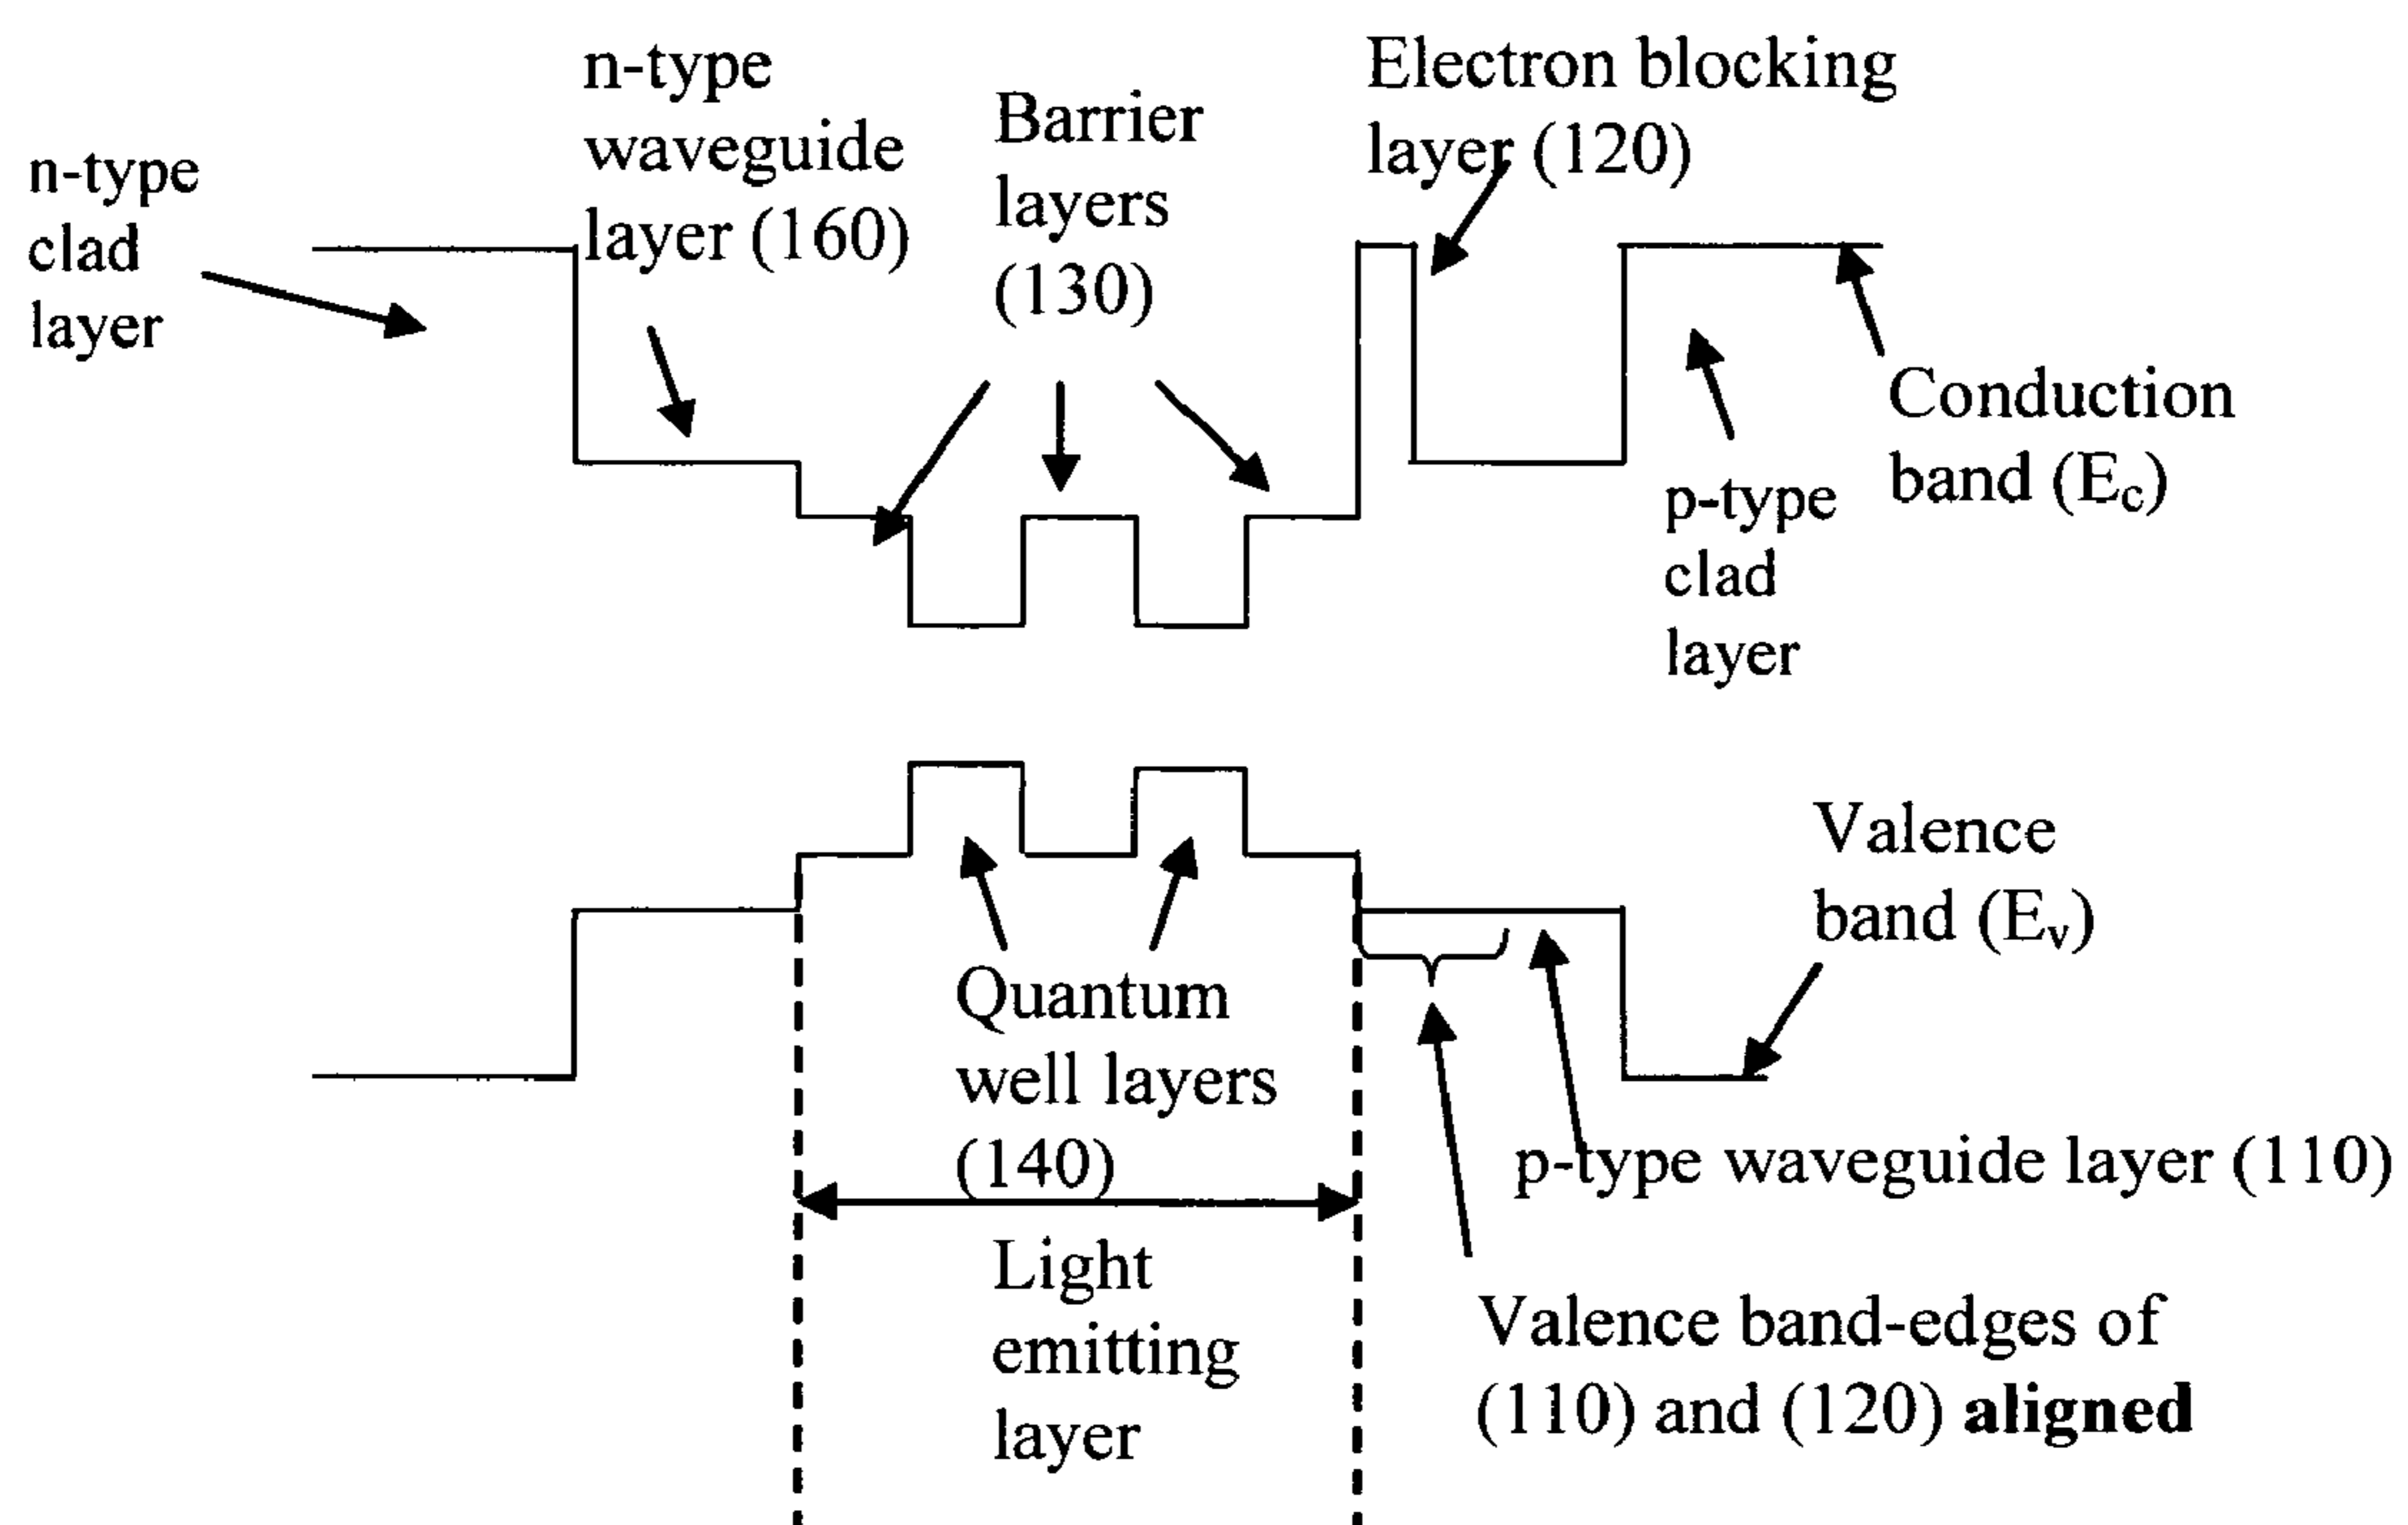 n-type
clad
layer
n-type
waveguide
layer (160)
Barrier
layers
(130)
Electron blocking
layer (120)
Conduction
band (Ec)
p-type
clad
layer
Valence
band (Ev)
Quantum
well layers
(140)
p-type waveguide layer (110)
Light
emitting
layer
Valence band-edges of
(110) and (120) aligned